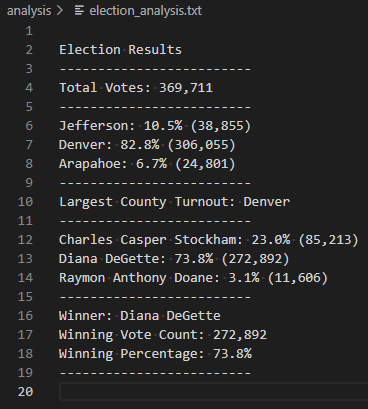 analysis > election_analysis.txt
1
2 Election Results
3 -------------------------
4 Total Votes: 369,711
5 -------------------------
6 Jefferson: 10.5% (38,855)
7 Denver: 82.8% (306,055)
8 Arapahoe: 6.7% (24,801)
9 -------------------------
10 Largest County Turnout: Denver
11 -------------------------
12 Charles Casper Stockham: 23.0% (85,213)
13 Diana DeGette: 73.8% (272,892)
14 Raymon Anthony Doane: 3.1% (11,606)
15 -------------------------
16 Winner: Diana DeGette
17 Winning Vote Count: 272,892
18 Winning Percentage: 73.8%
19 -------------------------
20